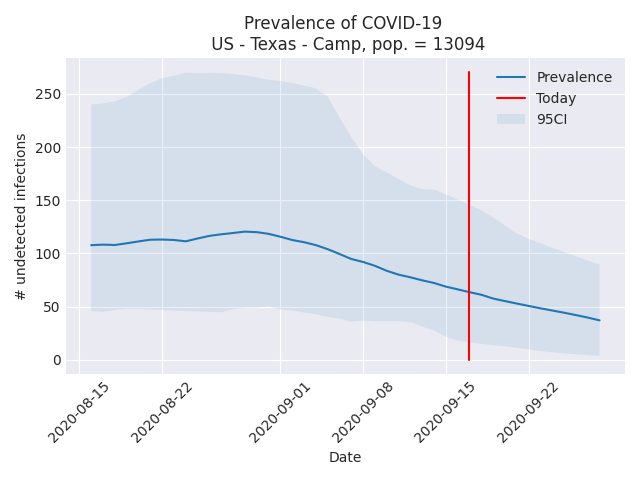 Prevalence of COVID-19
US - Texas - Camp, pop. = 13094
Prevalence
Today
95CI
# undetected infections
250
200
150
100
50
0
2020-08-15
2020-08-22
2020-09-01
2020-09-08
2020-09-15
2020-09-22
Date